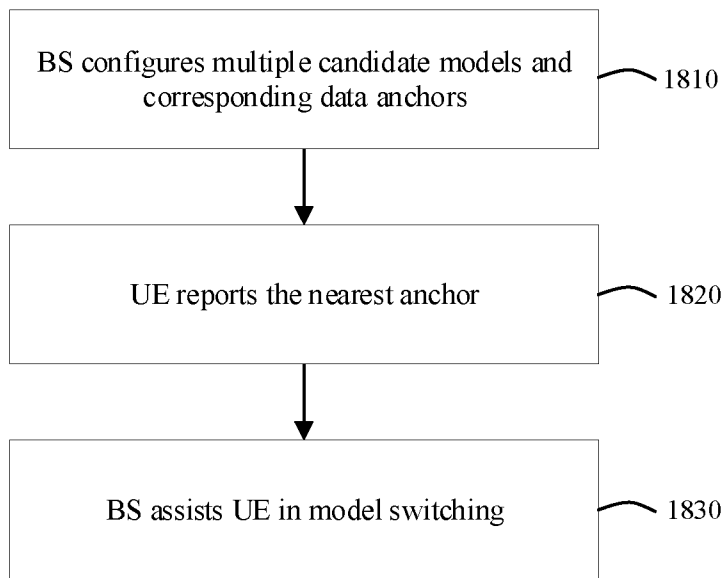 BS configures multiple candidate models and
corresponding data anchors
1810
UE reports the nearest anchor
1820
BS assists UE in model switching
1830